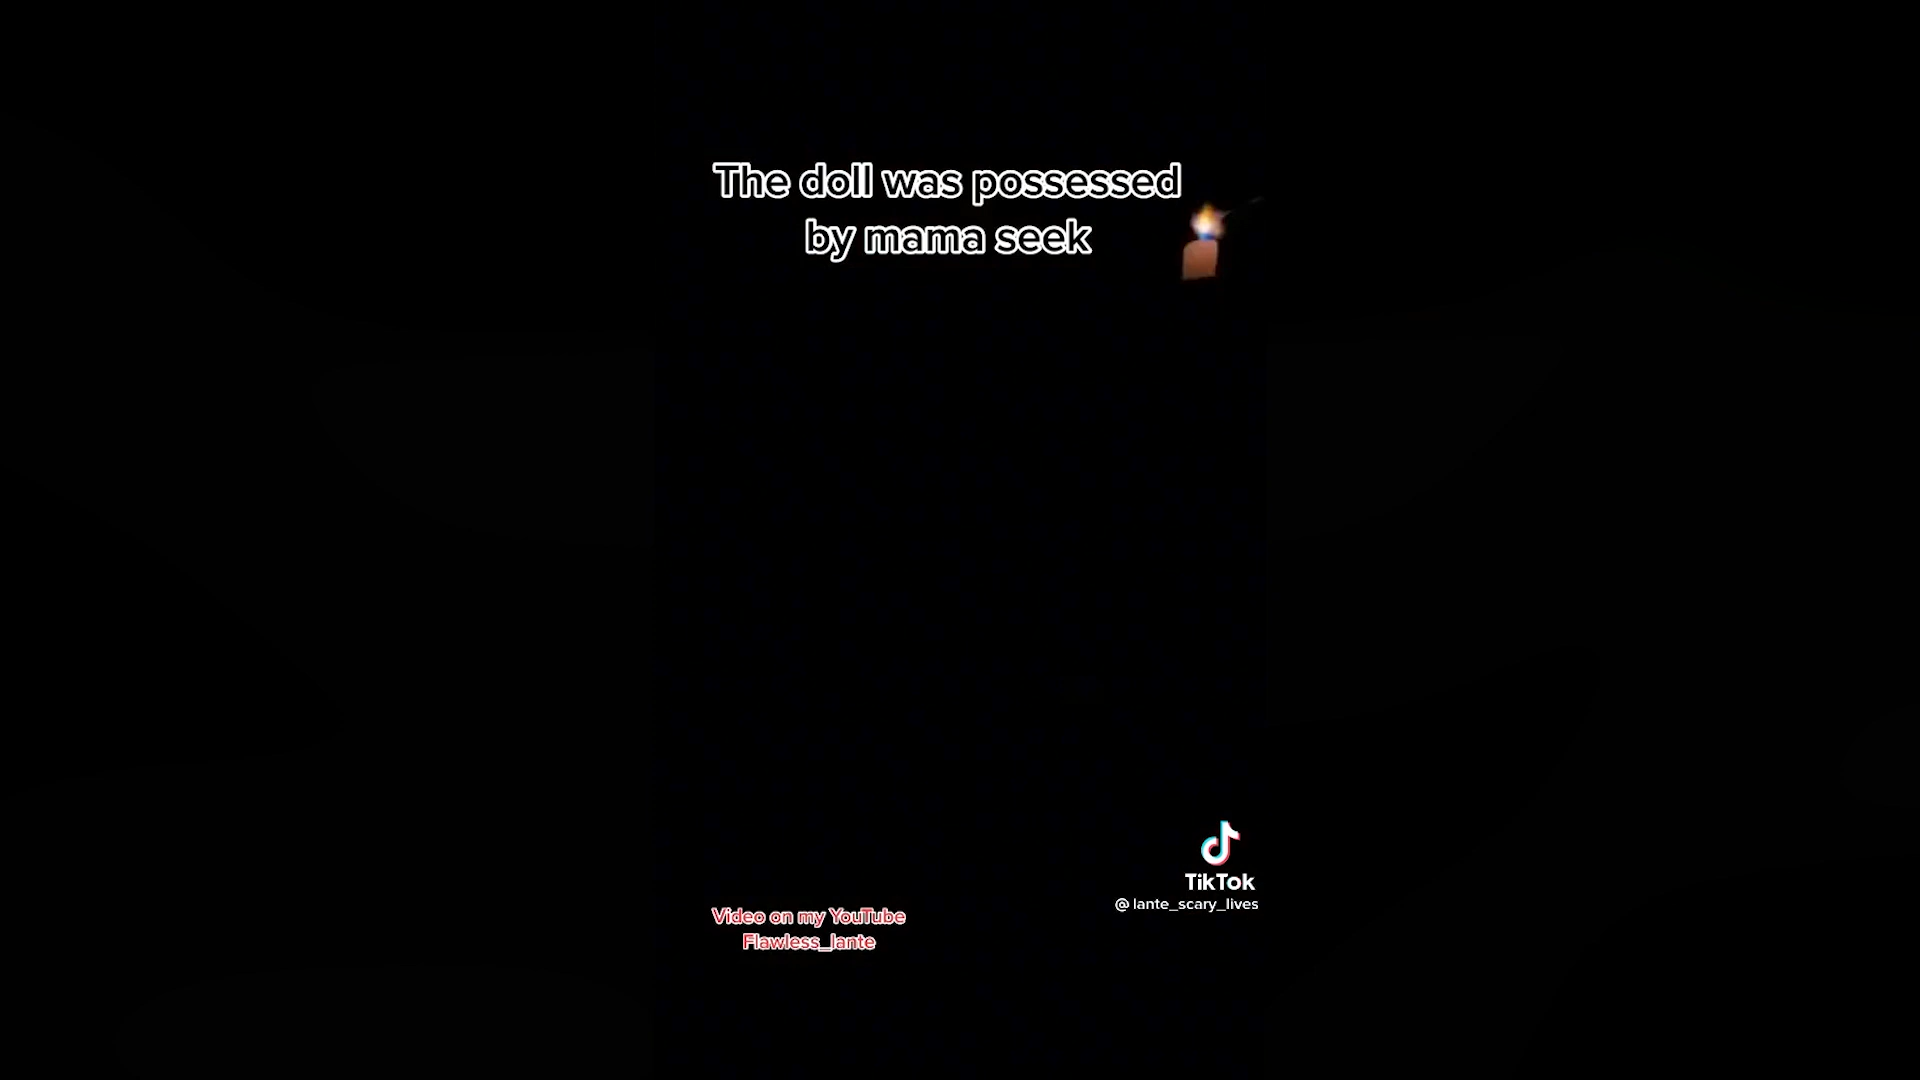 The doll was possessed
by mama seek
TikTok
@ lante_scary_lives
Video on my YouTube
Flawless_lante